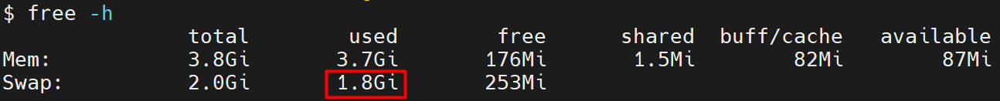 $ free -h
total used free shared buff/cache available
Mem: 3.8Gi 3.7Gi 176Mi 1.5Mi 82Mi 87Mi
Swap: 2.0Gi 1.8Gi 253Mi